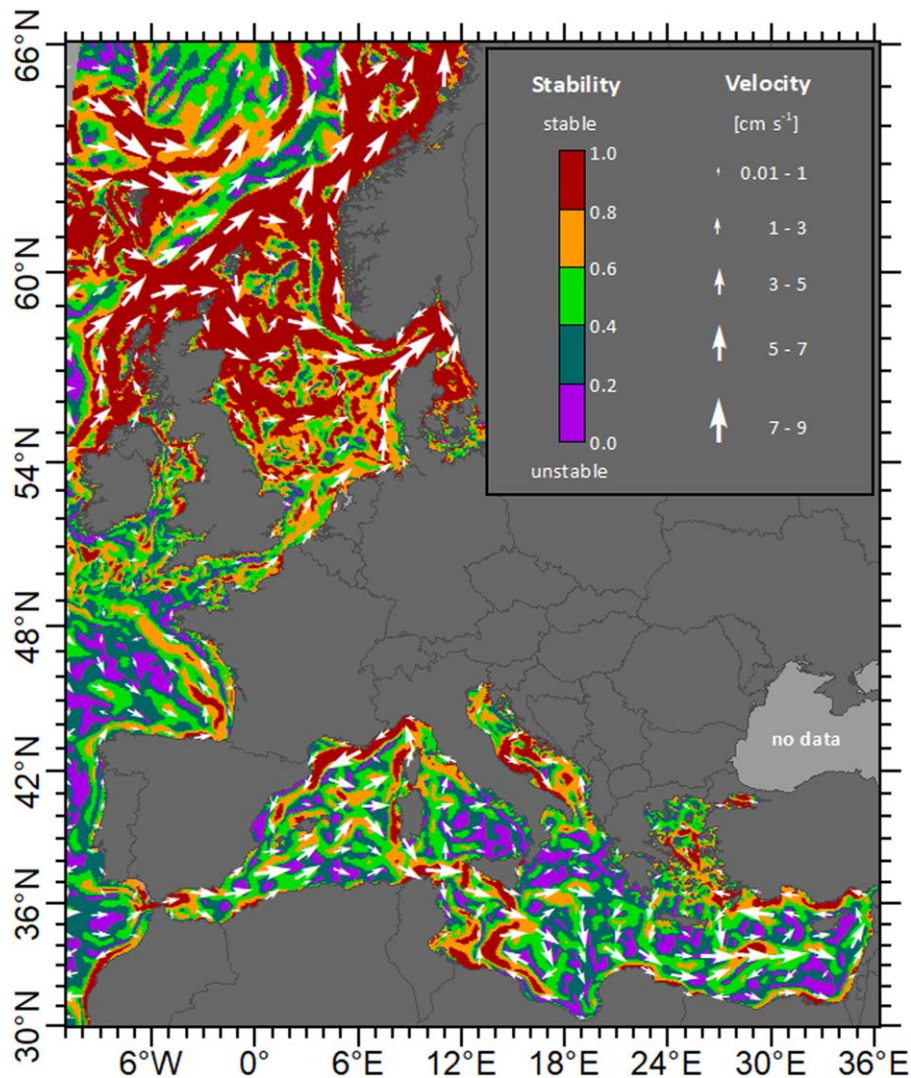 66°N
60°N
54°N
48°N
42°N
36°N
30°N
Stability
stable
1.0
0.8
0.6
0.4
0.2
0.0
unstable
Velocity
[cm s⁻¹]
0.01 - 1
1 - 3
3 - 5
5 - 7
7 - 9
no data
6°W 0° 6°E 12°E 18°E 24°E 30°E 36°E